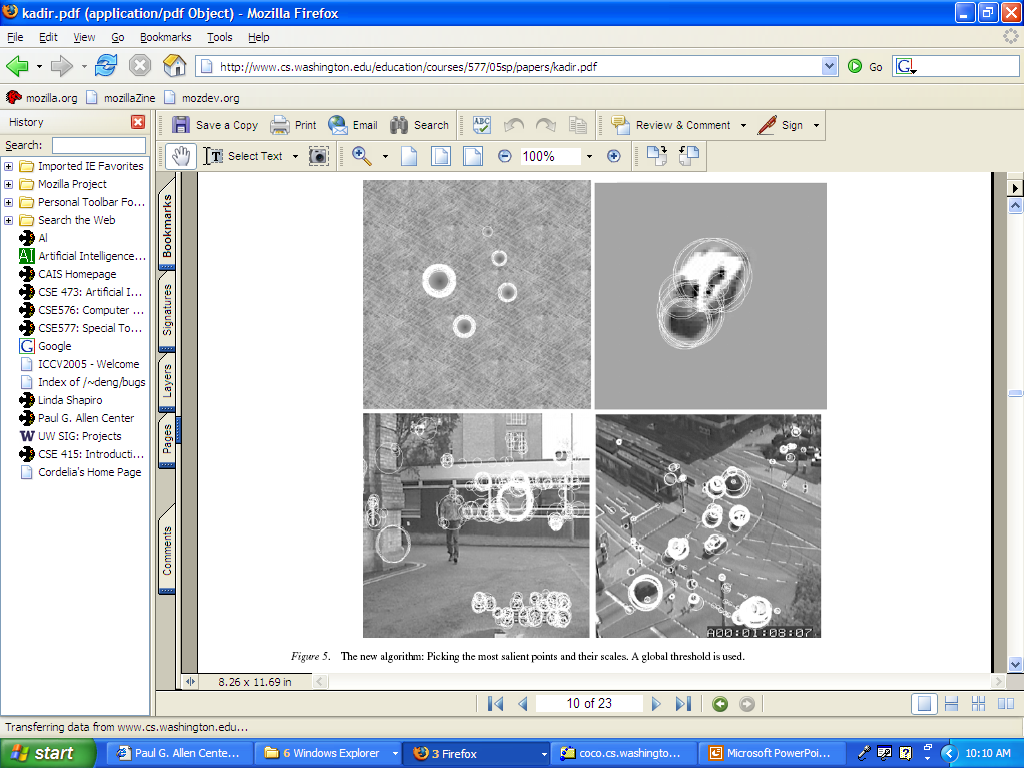 kadir.pdf (application/pdf Object) - Mozilla Firefox
File Edit View Go Bookmarks Tools Help
http://www.cs.washington.edu/education/courses/577/05sp/papers/kadir.pdf Go G
mozilla.org mozillaZine mozdev.org
History
Search:
Imported IE Favorites
Mozilla Project
Personal Toolbar Fo...
Search the Web
AI
AI Artificial Intelligence...
CAIS Homepage
CSE 473: Artificial I...
CSE576: Computer ...
CSE577: Special To...
G Google
ICCV2005 - Welcome
Index of /~deng/bugs
Linda Shapiro
Paul G. Allen Center
W UW SIG: Projects
CSE 415: Introducti...
Cordelia's Home Page
Save a Copy Print Email Search ABC Review & Comment Sign
T Select Text 100%
Bookmarks
Signatures
Layers
Pages
Comments
A00:01:08:07
Figure 5. The new algorithm: Picking the most salient points and their scales. A global threshold is used.
8.26 x 11.69 in
10 of 23
Transferring data from www.cs.washington.edu...
start Paul G. Allen Cente... 6 Windows Explorer 3 Firefox coco.cs.washingto... Microsoft PowerPoi... 10:10 AM